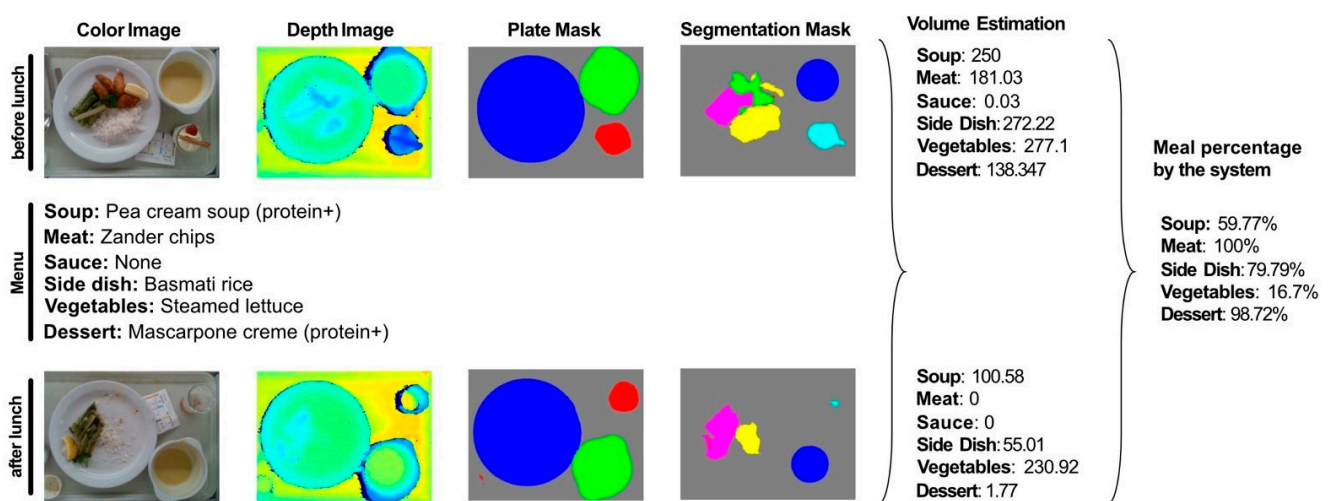 Color Image
Depth Image
Plate Mask
Segmentation Mask
Volume Estimation
before lunch
Soup: 250
Meat: 181.03
Sauce: 0.03
Side Dish:272.22
Vegetables: 277.1
Dessert: 138.347
Meal percentage
by the system
Soup: 59.77%
Meat: 100%
Side Dish:79.79%
Vegetables: 16.7%
Dessert: 98.72%
Menu
Soup: Pea cream soup (protein+)
Meat: Zander chips
Sauce: None
Side dish: Basmati rice
Vegetables: Steamed lettuce
Dessert: Mascarpone creme (protein+)
after lunch
Soup: 100.58
Meat: 0
Sauce: 0
Side Dish:55.01
Vegetables: 230.92
Dessert: 1.77